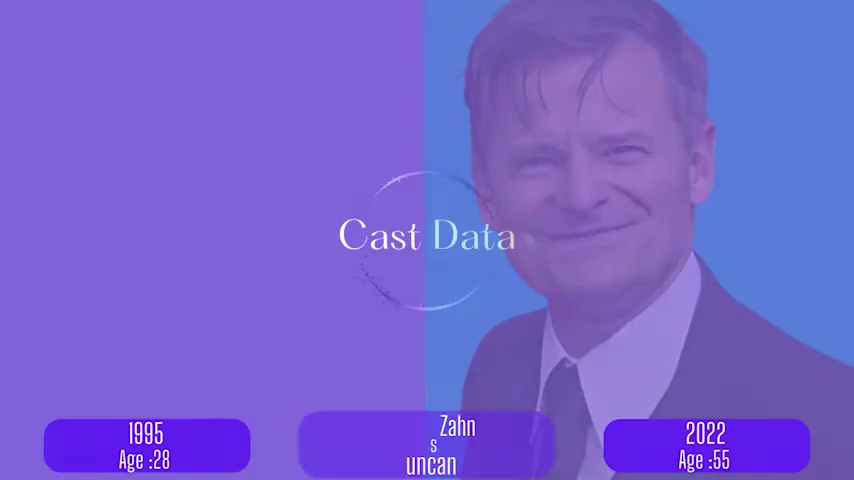 Cast Data
1995
Age :28
Zahn
s
uncan
2022
Age :55